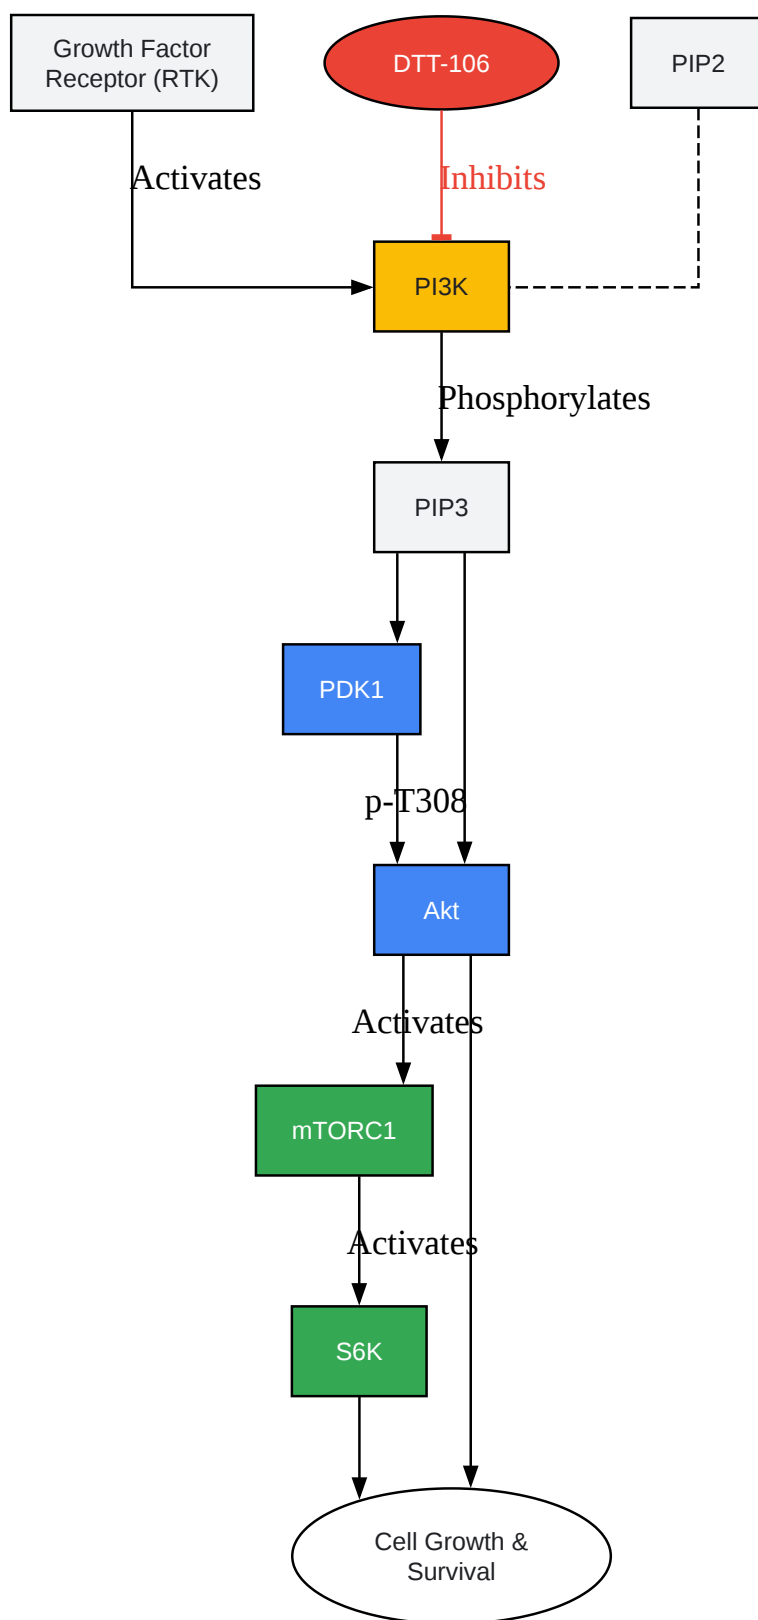 Growth Factor
Receptor (RTK)
DTT-106
PIP2
Activates
Inhibits
PI3K
Phosphorylates
PIP3
PDK1
p-T308
Akt
Activates
mTORC1
Activates
S6K
Cell Growth &
Survival